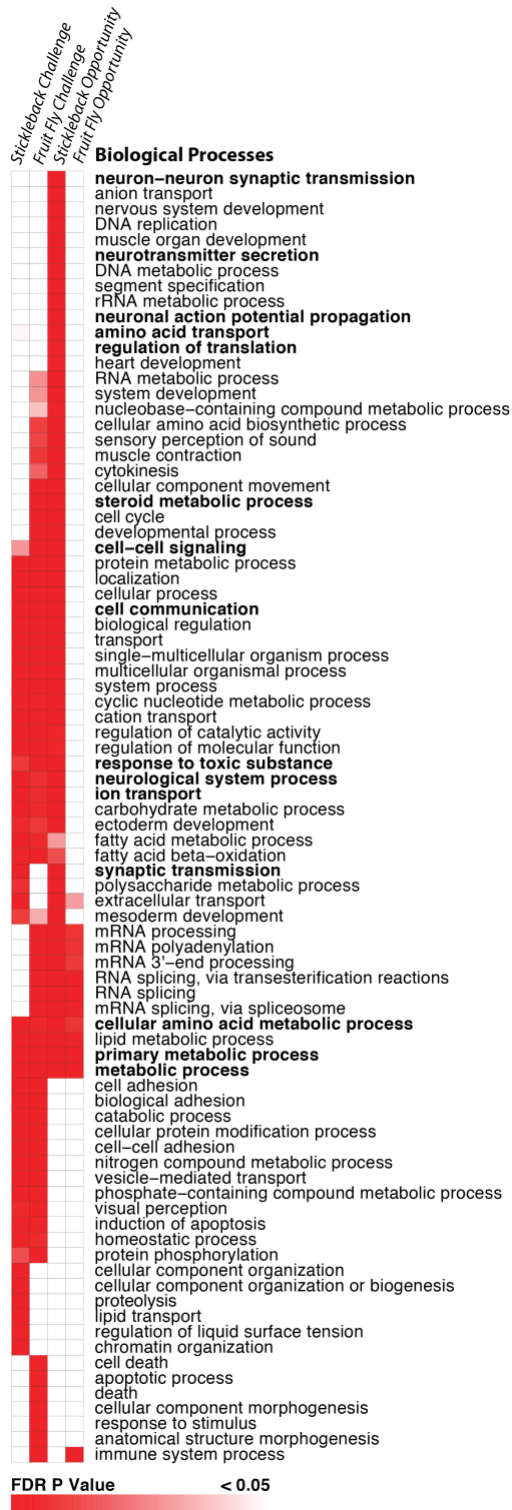 Stickleback Challenge
Fruit Fly Challenge
Stickleback Opportunity
Fruit Fly Opportunity
Biological Processes
neuron−neuron synaptic transmission
anion transport
nervous system development
DNA replication
muscle organ development
neurotransmitter secretion
DNA metabolic process
segment specification
rRNA metabolic process
neuronal action potential propagation
amino acid transport
regulation of translation
heart development
RNA metabolic process
system development
nucleobase−containing compound metabolic process
cellular amino acid biosynthetic process
sensory perception of sound
muscle contraction
cytokinesis
cellular component movement
steroid metabolic process
cell cycle
developmental process
cell−cell signaling
protein metabolic process
localization
cellular process
cell communication
biological regulation
transport
single−multicellular organism process
multicellular organismal process
system process
cyclic nucleotide metabolic process
cation transport
regulation of catalytic activity
regulation of molecular function
response to toxic substance
neurological system process
ion transport
carbohydrate metabolic process
ectoderm development
fatty acid metabolic process
fatty acid beta−oxidation
synaptic transmission
polysaccharide metabolic process
extracellular transport
mesoderm development
mRNA processing
mRNA polyadenylation
mRNA 3'−end processing
RNA splicing, via transesterification reactions
RNA splicing
mRNA splicing, via spliceosome
cellular amino acid metabolic process
lipid metabolic process
primary metabolic process
metabolic process
cell adhesion
biological adhesion
catabolic process
cellular protein modification process
cell−cell adhesion
nitrogen compound metabolic process
vesicle−mediated transport
phosphate−containing compound metabolic process
visual perception
induction of apoptosis
homeostatic process
protein phosphorylation
cellular component organization
cellular component organization or biogenesis
proteolysis
lipid transport
regulation of liquid surface tension
chromatin organization
cell death
apoptotic process
death
cellular component morphogenesis
response to stimulus
anatomical structure morphogenesis
immune system process
FDR P Value < 0.05